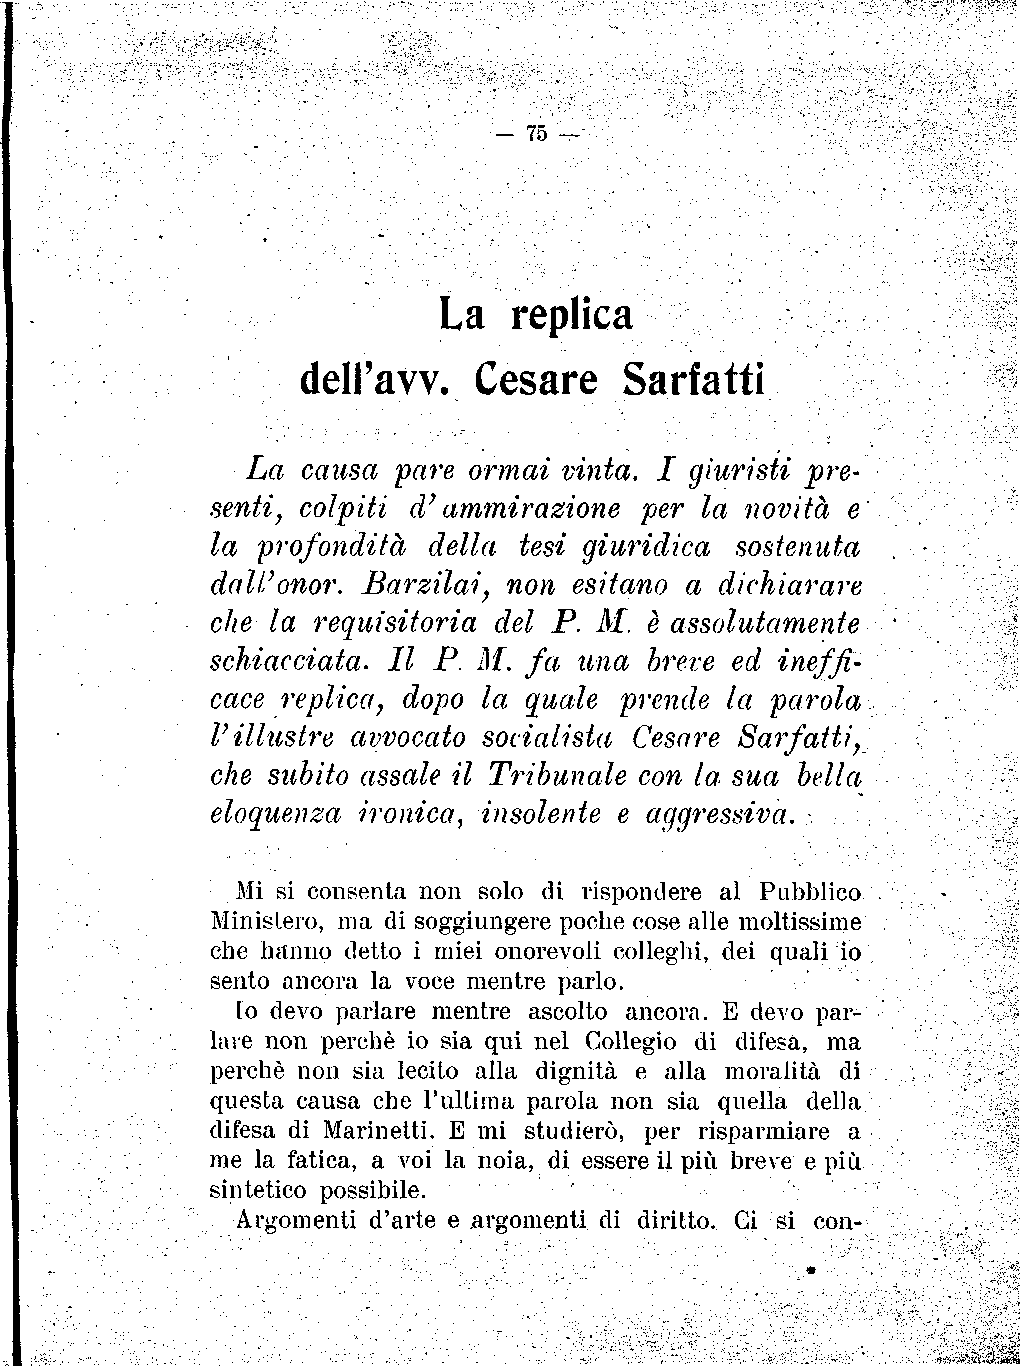 — 75 —
La replica
dell'avv. Cesare Sarfatti
La causa pare ormai vinta. I giuristi pre-
senti, colpiti d'ammirazione per la novità e
la profondità della tesi giuridica sostenuta
dall'onor. Barzilai, non esitano a dichiarare
che la requisitoria del P. M. è assolutamente
schiacciata. Il P. M. fa una breve ed ineffi-
cace replica, dopo la quale prende la parola
l'illustre avvocato socialista Cesare Sarfatti,
che subito assale il Tribunale con la sua bella
eloquenza ironica, insolente e aggressiva.
Mi si consenta non solo di rispondere al Pubblico
Ministero, ma di soggiungere poche cose alle moltissime
che hanno detto i miei onorevoli colleghi, dei quali io
sento ancora la voce mentre parlo.
Io devo parlare mentre ascolto ancora. E devo par-
lare non perchè io sia qui nel Collegio di difesa, ma
perchè non sia lecito alla dignità e alla moralità di
questa causa che l'ultima parola non sia quella della
difesa di Marinetti. E mi studierò, per risparmiare a
me la fatica, a voi la noia, di essere il più breve e più
sintetico possibile.
Argomenti d'arte e argomenti di diritto. Ci si con-